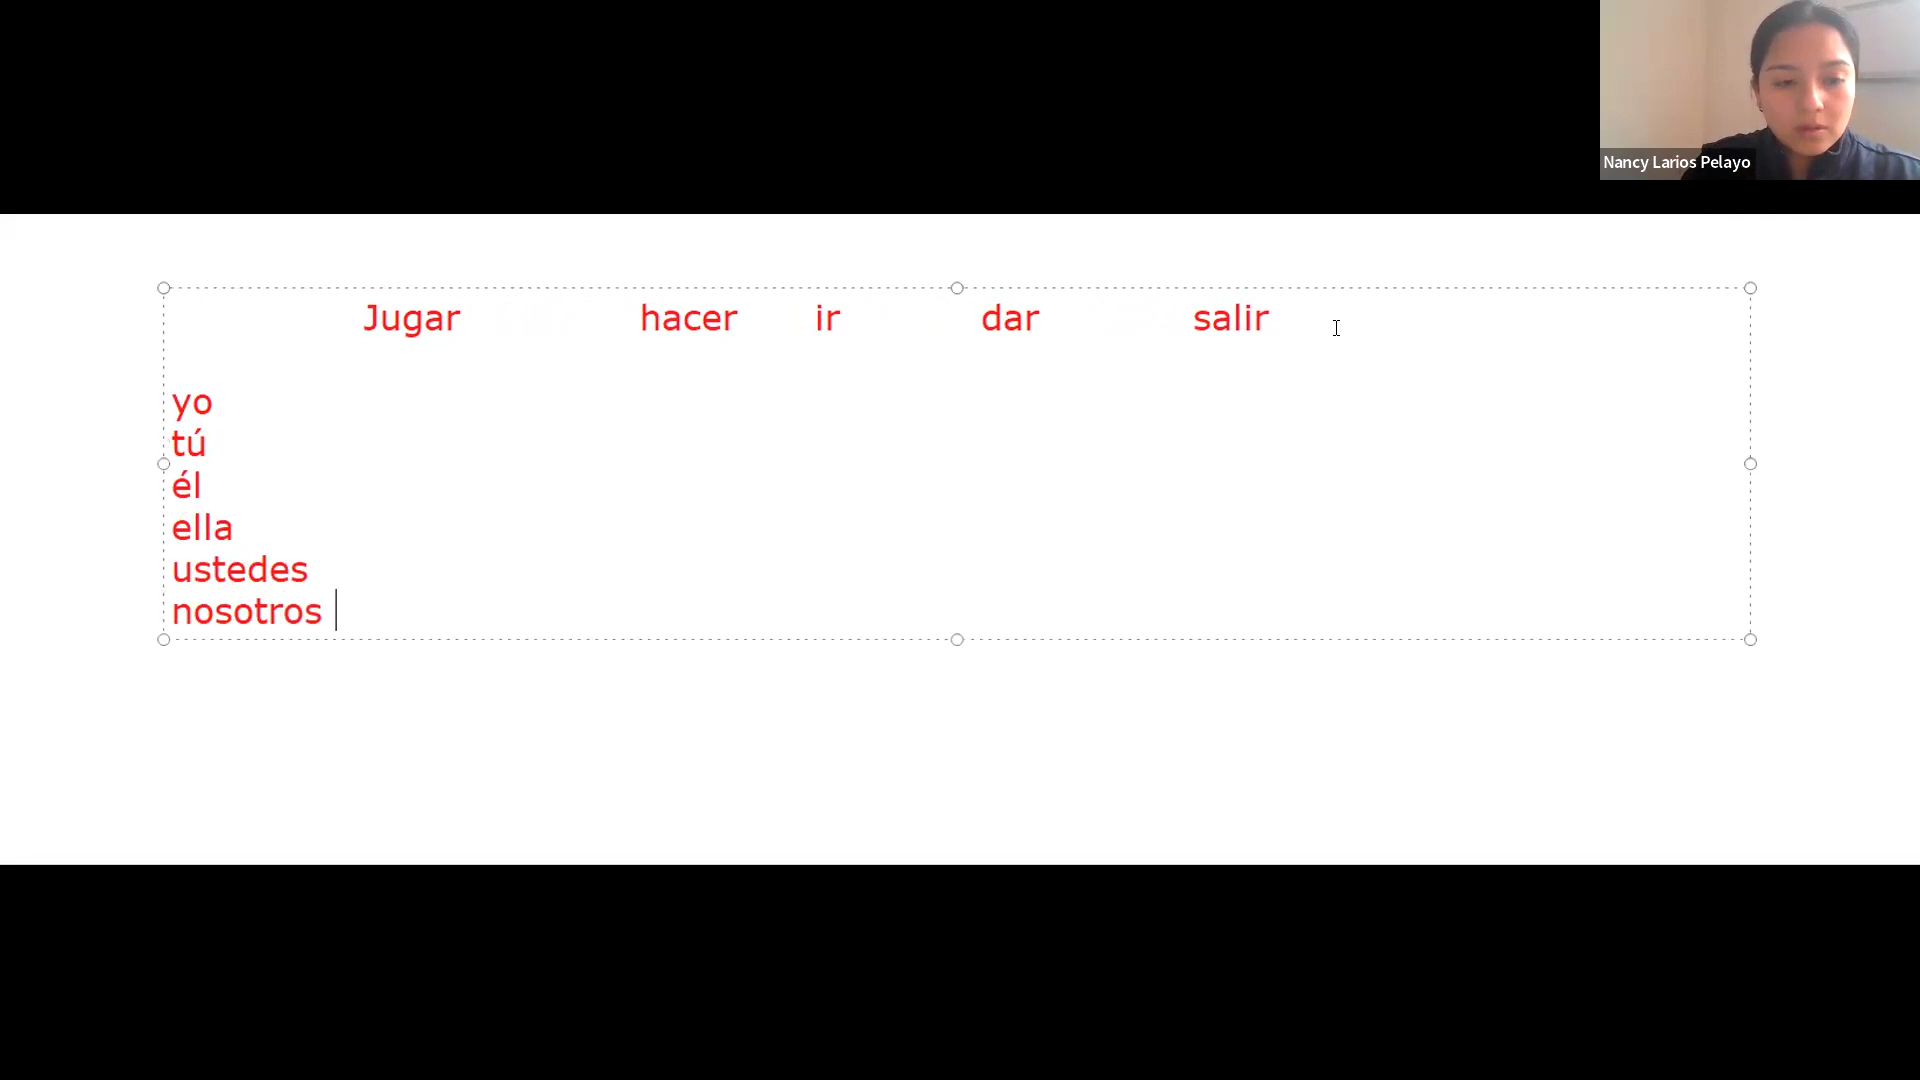 Nancy Larios Pelayo
Jugar hacer ir dar salir
yo
tú
él
ella
ustedes
nosotros